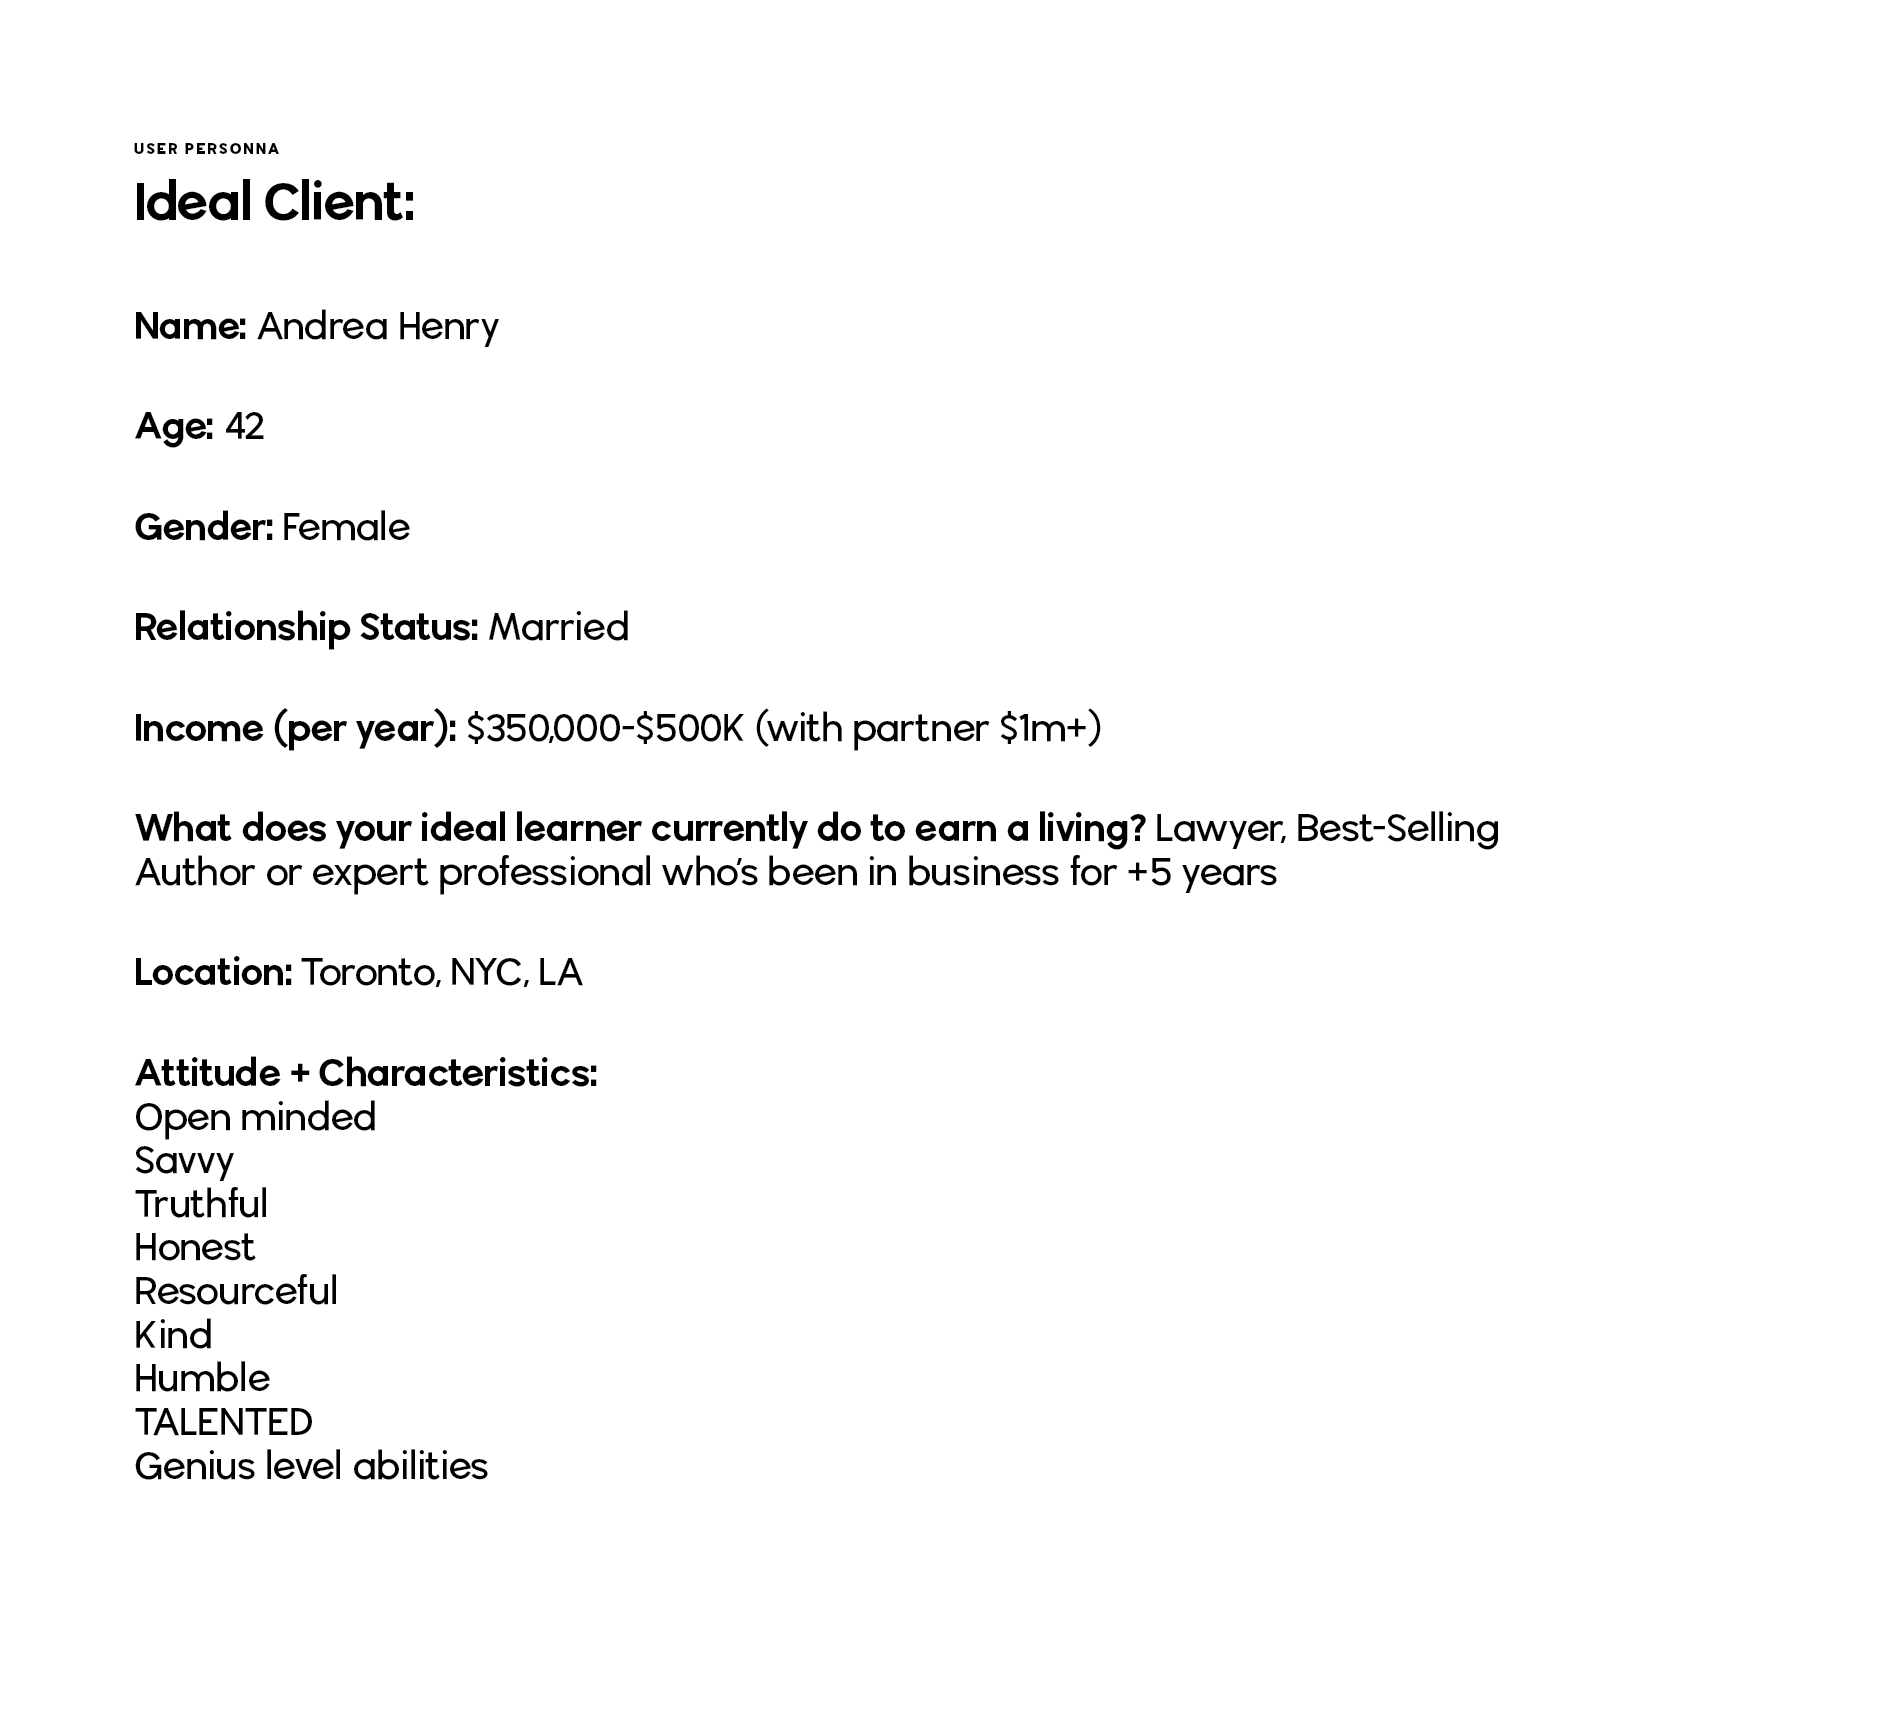 USER PERSONNA
Ideal Client:
Name: Andrea Henry
Age: 42
Gender: Female
Relationship Status: Married
Income (per year): $350,000-$500K (with partner $1m+)
What does your ideal learner currently do to earn a living? Lawyer, Best-Selling
Author or expert professional who's been in business for +5 years
Location: Toronto, NYC, LA
Attitude + Characteristics:
Open minded
Savvy
Truthful
Honest
Resourceful
Kind
Humble
TALENTED
Genius level abilities